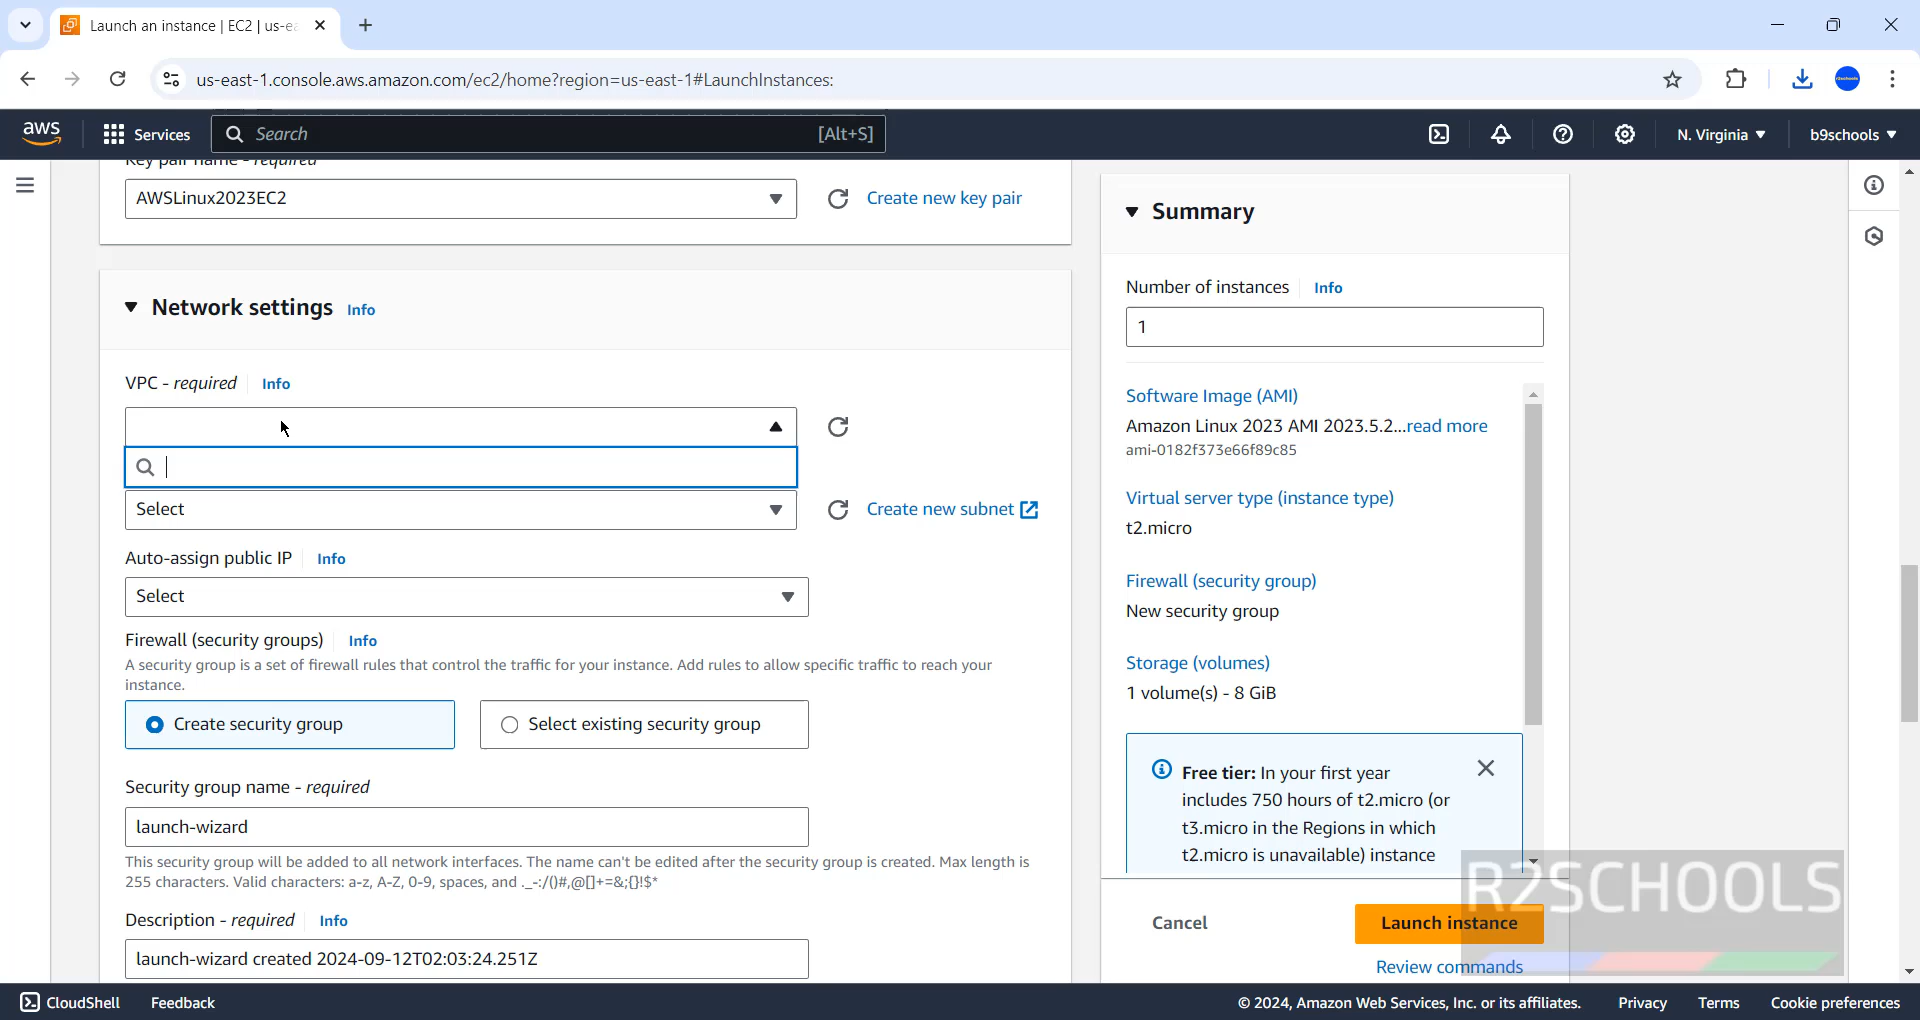 Launch an instance | EC2 | us-ea
us-east-1.console.aws.amazon.com/ec2/home?region=us-east-1#LaunchInstances:
aws
Services
Search
[Alt+S]
N. Virginia
b9schools
Key pair name - required
AWSLinux2023EC2
Create new key pair
Network settings Info
VPC - required Info
Select
Create new subnet
Auto-assign public IP Info
Select
Firewall (security groups) Info
A security group is a set of firewall rules that control the traffic for your instance. Add rules to allow specific traffic to reach your
instance.
Create security group
Select existing security group
Security group name - required
launch-wizard
This security group will be added to all network interfaces. The name can't be edited after the security group is created. Max length is
255 characters. Valid characters: a-z, A-Z, 0-9, spaces, and ._-:/()#,@[]+=&;{}!$*
Description - required Info
launch-wizard created 2024-09-12T02:03:24.251Z
Summary
Number of instances Info
1
Software Image (AMI)
Amazon Linux 2023 AMI 2023.5.2...read more
ami-0182f373e66f89c85
Virtual server type (instance type)
t2.micro
Firewall (security group)
New security group
Storage (volumes)
1 volume(s) - 8 GiB
Free tier: In your first year
includes 750 hours of t2.micro (or
t3.micro in the Regions in which
t2.micro is unavailable) instance
Cancel
Launch instance
Review commands
R2SCHOOLS
CloudShell
Feedback
© 2024, Amazon Web Services, Inc. or its affiliates.
Privacy
Terms
Cookie preferences